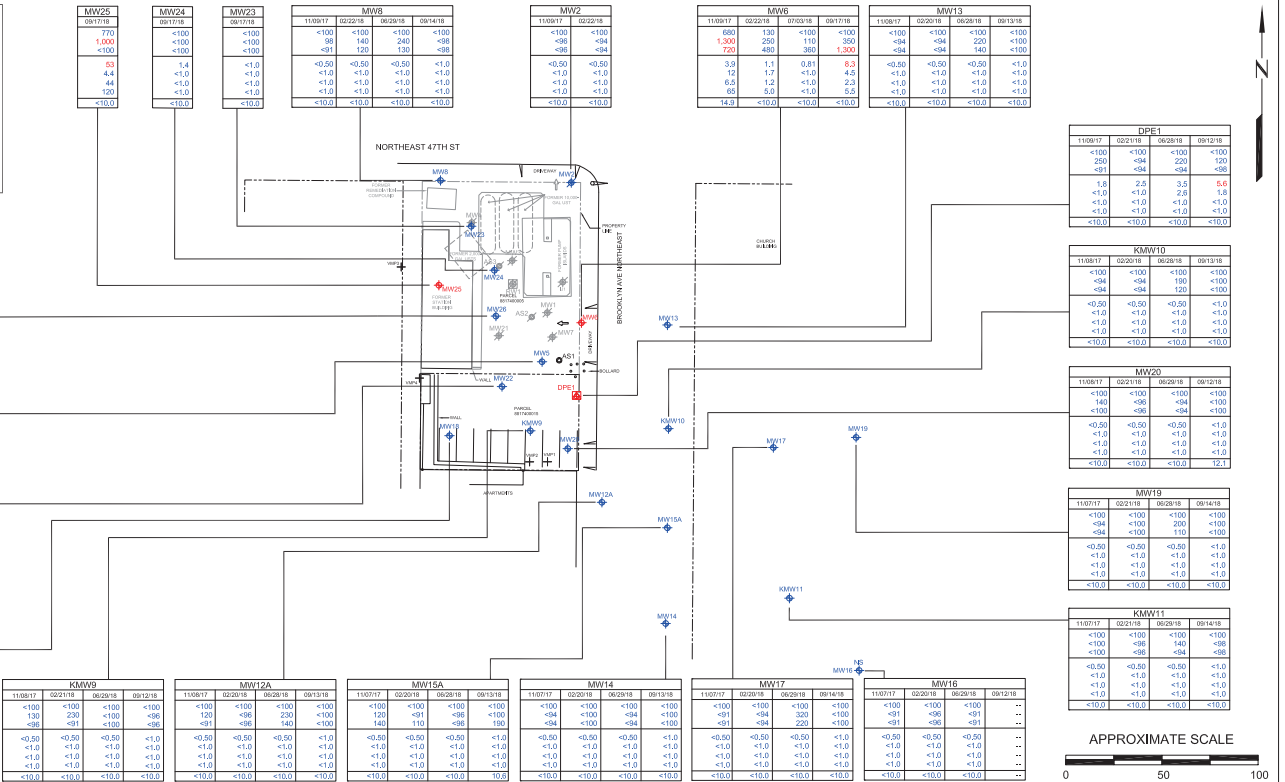 MW25
09/17/18
770
1,000
<100
53
4.4
44
120
<10.0
MW24
09/17/18
<100
<100
<100
1.4
<1.0
<1.0
<1.0
<10.0
MW23
09/17/18
<100
<100
<100
<1.0
<1.0
<1.0
<1.0
<10.0
MW8
11/09/17 02/22/18 06/29/18 09/14/18
<100 <100 <100 <100
98 140 240 <98
<91 120 130 <98
<0.50 <0.50 <0.50 <1.0
<1.0 <1.0 <1.0 <1.0
<1.0 <1.0 <1.0 <1.0
<1.0 <1.0 <1.0 <1.0
<10.0 <10.0 <10.0 <10.0
MW2
11/09/17 02/22/18
<100 <100
<96 <94
<96 <94
<0.50 <0.50
<1.0 <1.0
<1.0 <1.0
<1.0 <1.0
<10.0 <10.0
MW6
11/09/17 02/22/18 07/03/18 09/17/18
680 130 <100 <100
1,300 250 110 350
720 480 360 1,300
3.9 1.1 0.81 8.3
12 1.7 <1.0 4.5
6.5 1.2 <1.0 2.3
65 5.0 <1.0 5.5
14.9 <10.0 <10.0 <10.0
MW13
11/08/17 02/20/18 06/28/18 09/13/18
<100 <100 <100 <100
<94 <94 220 <100
<94 <94 140 <100
<0.50 <0.50 <0.50 <1.0
<1.0 <1.0 <1.0 <1.0
<1.0 <1.0 <1.0 <1.0
<1.0 <1.0 <1.0 <1.0
<10.0 <10.0 <10.0 <10.0
N
DPE1
11/09/17 02/21/18 06/28/18 09/12/18
<100 <100 <100 <100
250 <94 220 120
<91 <94 <94 <98
1.8 2.5 3.5 5.6
<1.0 <1.0 2.6 1.8
<1.0 <1.0 <1.0 <1.0
<1.0 <1.0 <1.0 <1.0
<10.0 <10.0 <10.0 <10.0
KMW10
11/08/17 02/20/18 06/28/18 09/13/18
<100 <100 <100 <100
<94 <94 190 <100
<94 <94 120 <100
<0.50 <0.50 <0.50 <1.0
<1.0 <1.0 <1.0 <1.0
<1.0 <1.0 <1.0 <1.0
<1.0 <1.0 <1.0 <1.0
<10.0 <10.0 <10.0 <10.0
MW20
11/08/17 02/21/18 06/29/18 09/12/18
<100 <100 <100 <100
140 <96 <94 <100
<100 <96 <94 <100
<0.50 <0.50 <0.50 <1.0
<1.0 <1.0 <1.0 <1.0
<1.0 <1.0 <1.0 <1.0
<1.0 <1.0 <1.0 <1.0
<10.0 <10.0 <10.0 12.1
MW19
11/07/17 02/21/18 06/28/18 09/14/18
<100 <100 <100 <100
<94 <100 200 <100
<94 <100 110 <100
<0.50 <0.50 <0.50 <1.0
<1.0 <1.0 <1.0 <1.0
<1.0 <1.0 <1.0 <1.0
<1.0 <1.0 <1.0 <1.0
<10.0 <10.0 <10.0 <10.0
KMW11
11/07/17 02/21/18 06/29/18 09/14/18
<100 <100 <100 <100
<100 <96 140 <98
<100 <96 <94 <98
<0.50 <0.50 <0.50 <1.0
<1.0 <1.0 <1.0 <1.0
<1.0 <1.0 <1.0 <1.0
<1.0 <1.0 <1.0 <1.0
<10.0 <10.0 <10.0 <10.0
NORTHEAST 47TH ST
MW8
DRIVEWAY
MW2
FORMER
REMEDIATION
COMPOUND
FORMER 10,000-
GAL UST
MW23
PROPERTY
LINE
BROOKLYN AVE NORTHEAST
CHURCH
BUILDING
FORMER PUMP
ISLANDS
VMP3
AS3
MW24
MW25
PARCEL
8817400005
FORMER
STATION
BUILDING
MW26
AS2
MW1
MW6
MW13
MW21
MW7
DRIVEWAY
MW5
AS1
BOLLARD
WALL
VMP4
MW22
DPE1
PARCEL
8817400010
WALL
MW18
KMW9
MW20
VMP2
VMP1
KMW10
MW17
MW19
APARTMENTS
MW12A
MW15A
KMW11
MW14
NS
MW16
KMW9
11/08/17 02/21/18 06/29/18 09/12/18
<100 <100 <100 <100
130 230 <100 <96
<96 <91 <100 <96
<0.50 <0.50 <0.50 <1.0
<1.0 <1.0 <1.0 <1.0
<1.0 <1.0 <1.0 <1.0
<1.0 <1.0 <1.0 <1.0
<10.0 <10.0 <10.0 <10.0
MW12A
11/08/17 02/20/18 06/28/18 09/13/18
<100 <100 <100 <100
120 <96 230 <100
<91 <96 140 <100
<0.50 <0.50 <0.50 <1.0
<1.0 <1.0 <1.0 <1.0
<1.0 <1.0 <1.0 <1.0
<1.0 <1.0 <1.0 <1.0
<10.0 <10.0 <10.0 <10.0
MW15A
11/07/17 02/20/18 06/28/18 09/13/18
<100 <100 <100 <100
120 <91 <96 <100
140 110 <96 190
<0.50 <0.50 <0.50 <1.0
<1.0 <1.0 <1.0 <1.0
<1.0 <1.0 <1.0 <1.0
<1.0 <1.0 <1.0 <1.0
<10.0 <10.0 <10.0 10.6
MW14
11/07/17 02/20/18 06/29/18 09/13/18
<100 <100 <100 <100
<94 <100 <94 <100
<94 <100 <94 <100
<0.50 <0.50 <0.50 <1.0
<1.0 <1.0 <1.0 <1.0
<1.0 <1.0 <1.0 <1.0
<1.0 <1.0 <1.0 <1.0
<10.0 <10.0 <10.0 <10.0
MW17
11/07/17 02/20/18 06/29/18 09/14/18
<100 <100 <100 <100
<91 <94 320 <100
<91 <94 220 <100
<0.50 <0.50 <0.50 <1.0
<1.0 <1.0 <1.0 <1.0
<1.0 <1.0 <1.0 <1.0
<1.0 <1.0 <1.0 <1.0
<10.0 <10.0 <10.0 <10.0
MW16
11/07/17 02/20/18 06/28/18 09/12/18
<100 <100 <100 --
<91 <96 <91 --
<91 <96 <91 --
<0.50 <0.50 <0.50 --
<1.0 <1.0 <1.0 --
<1.0 <1.0 <1.0 --
<1.0 <1.0 <1.0 --
<10.0 <10.0 <10.0 --
APPROXIMATE SCALE
0 50 100